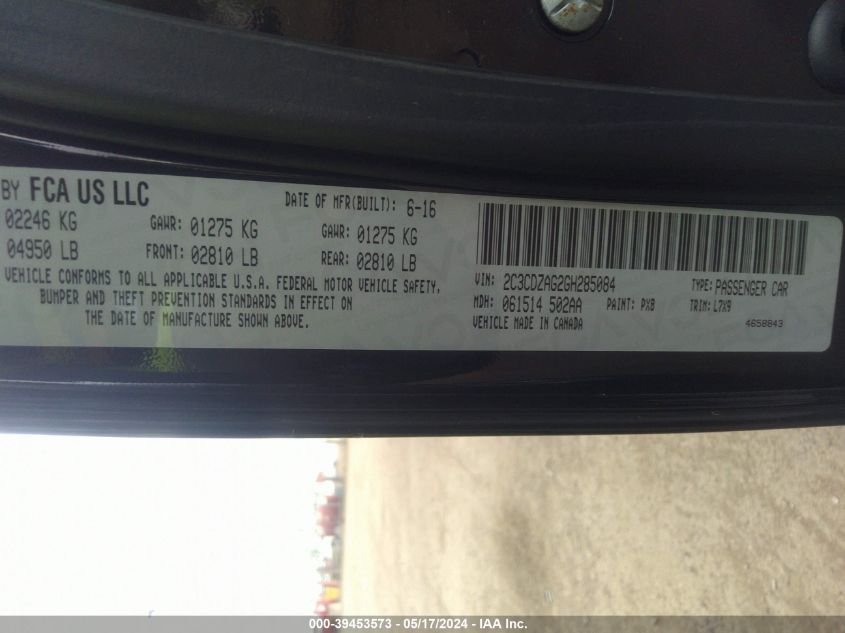 BY FCA US LLC
DATE OF MFR(BUILT): 6-16
02246 KG GAWR: 01275 KG GAWR: 01275 KG
04950 LB FRONT: 02810 LB REAR: 02810 LB
VEHICLE CONFORMS TO ALL APPLICABLE U.S.A. FEDERAL MOTOR VEHICLE SAFETY,
BUMPER AND THEFT PREVENTION STANDARDS IN EFFECT ON
THE DATE OF MANUFACTURE SHOWN ABOVE.
VIN: 2C3CDZAG2GH285084 TYPE: PASSENGER CAR
MDH: 061514 502AA PAINT: PX8 TRIM: L7X9
VEHICLE MADE IN CANADA 4658843
000-39453573 — 05/17/2024 — IAA Inc.